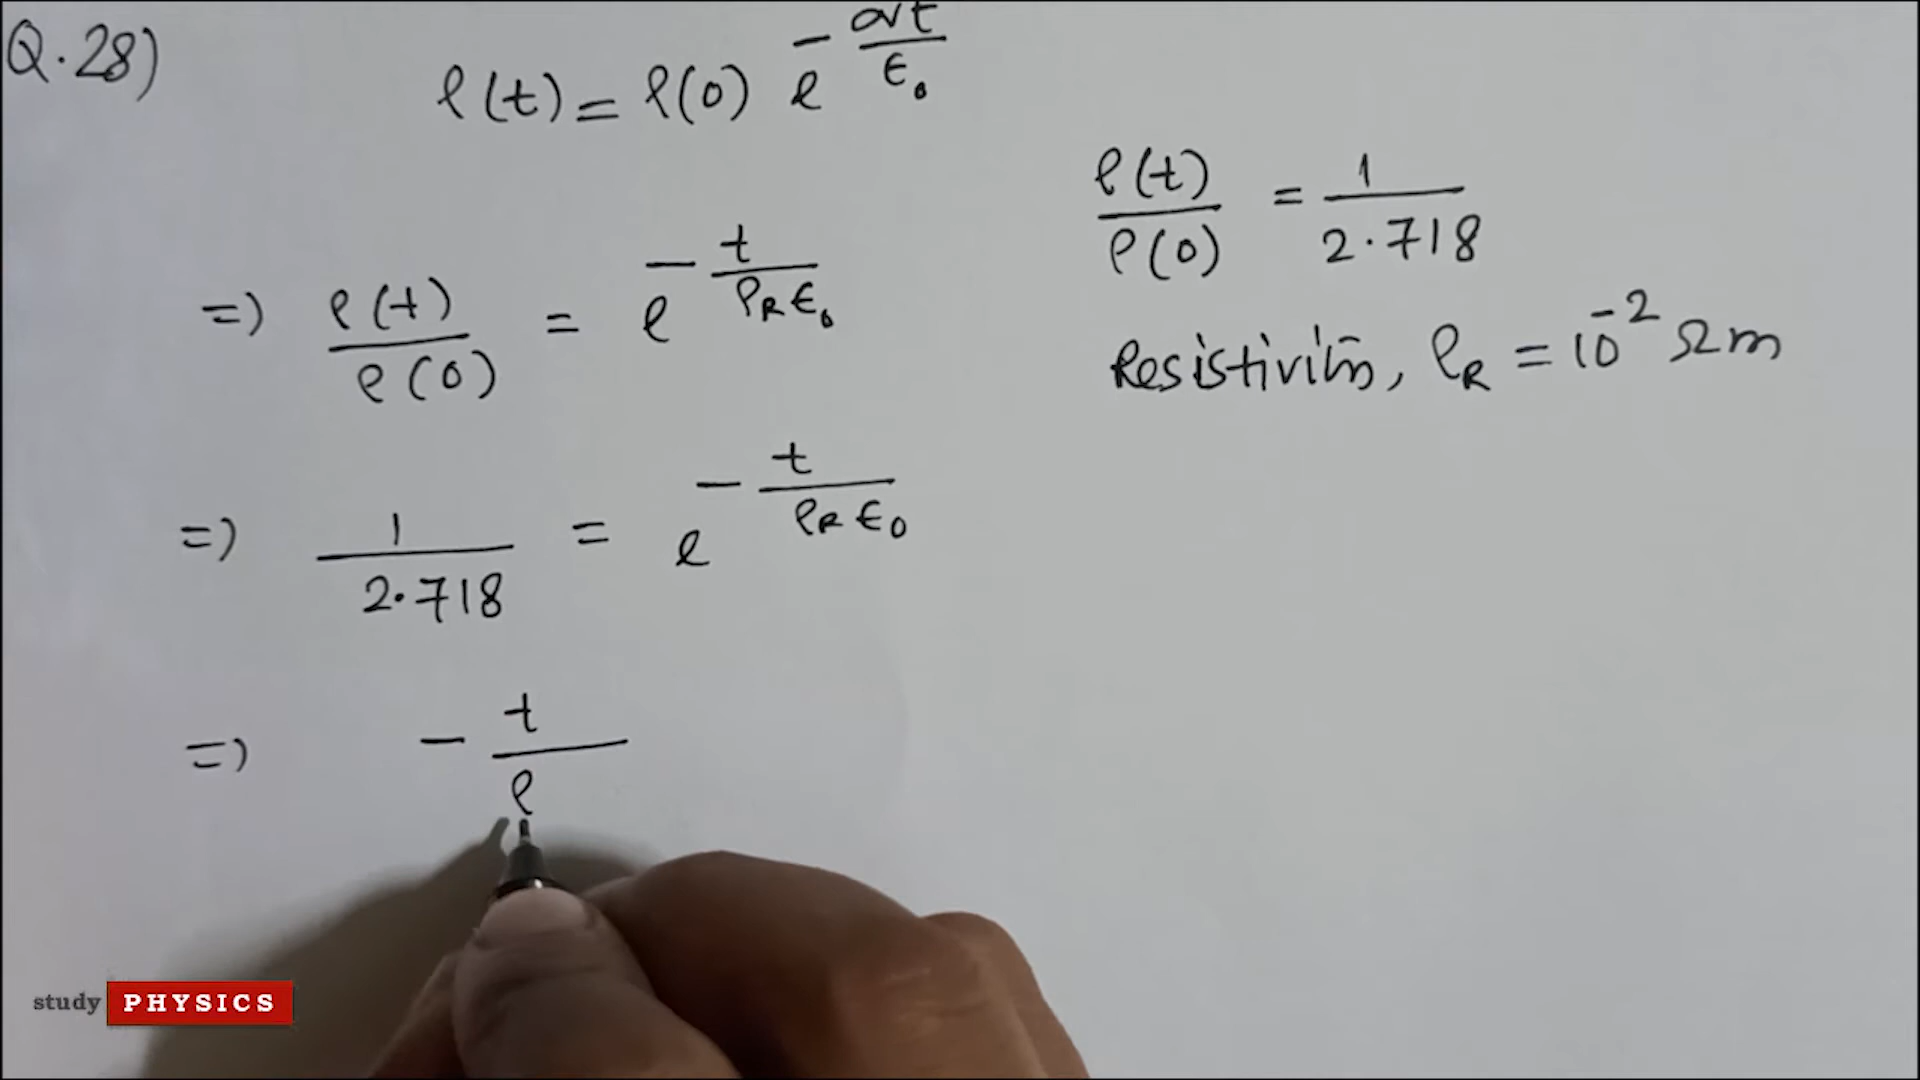 Q.28)
ρ(t) = ρ(0) e^{-σt/ϵ₀}
ρ(t)/ρ(0) = 1/2.718
=) ρ(t)/ρ(0) = e^{-t/ρ_R ϵ₀}
Resistivity, ρ_R = 10^{-2} Ωm
=) 1/2.718 = e^{-t/ρ_R ϵ₀}
=) - t/ρ
study PHYSICS